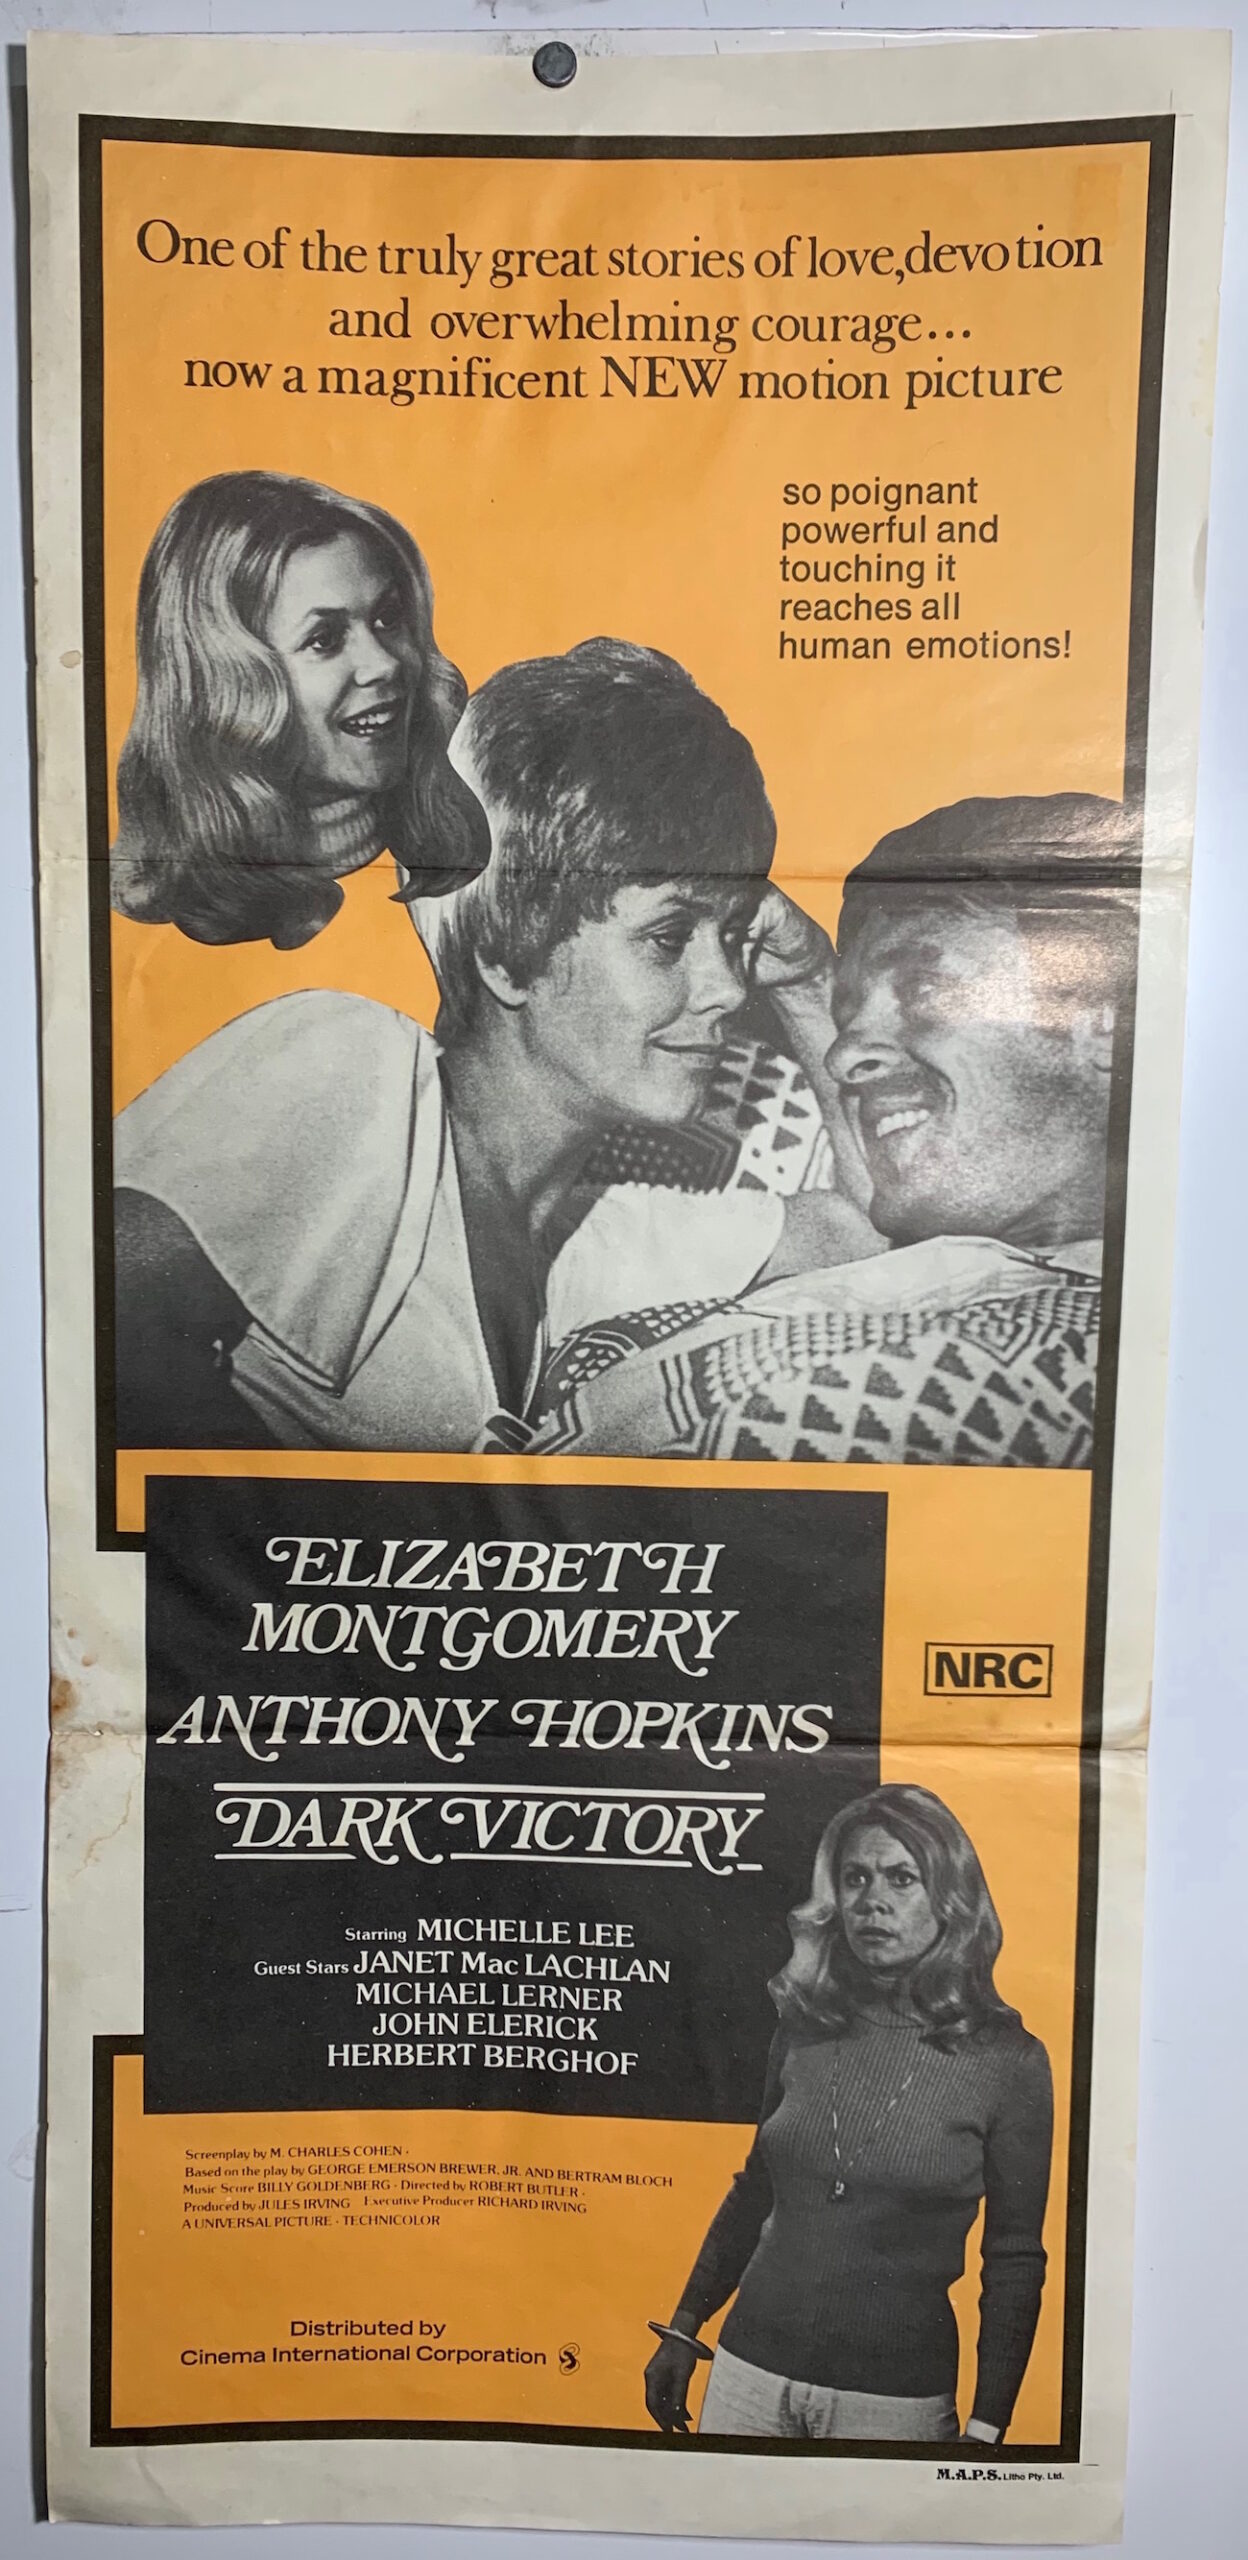 One of the truly great stories of love,devotion
and overwhelming courage...
now a magnificent NEW motion picture
so poignant
powerful and
touching it
reaches all
human emotions!
ELIZABETH
MONTGOMERY
ANTHONY HOPKINS
DARK VICTORY
NRC
Starring MICHELLE LEE
Guest Stars JANET Mac LACHLAN
MICHAEL LERNER
JOHN ELERICK
HERBERT BERGHOF
Screenplay by M. CHARLES COHEN ·
Based on the play by GEORGE EMERSON BREWER, JR. AND BERTRAM BLOCH
Music Score BILLY GOLDENBERG · Directed by ROBERT BUTLER ·
Produced by JULES IRVING Executive Producer RICHARD IRVING
A UNIVERSAL PICTURE · TECHNICOLOR
Distributed by
Cinema International Corporation
M.A.P.S. Litho Pty. Ltd.